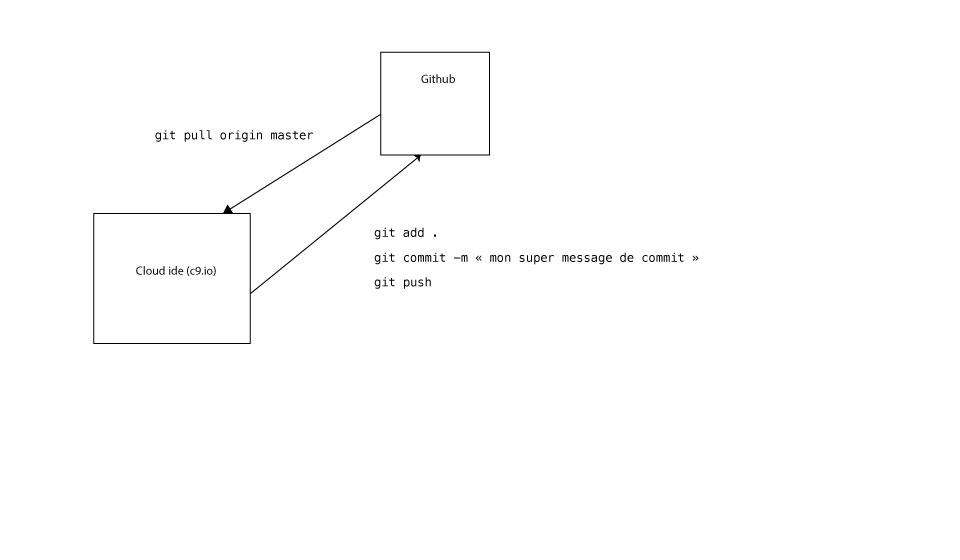 Github
git pull origin master
git add .
git commit –m « mon super message de commit »
Cloud ide (c9.io)
git push